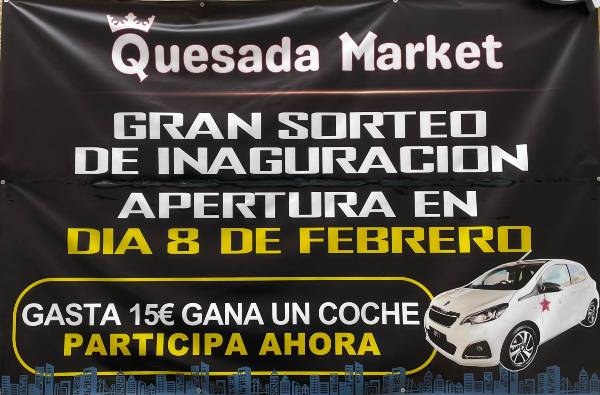 Quesada Market
GRAN SORTEO
DE INAGURACION
APERTURA EN
DIA 8 DE FEBRERO
GASTA 15€ GANA UN COCHE
PARTICIPA AHORA